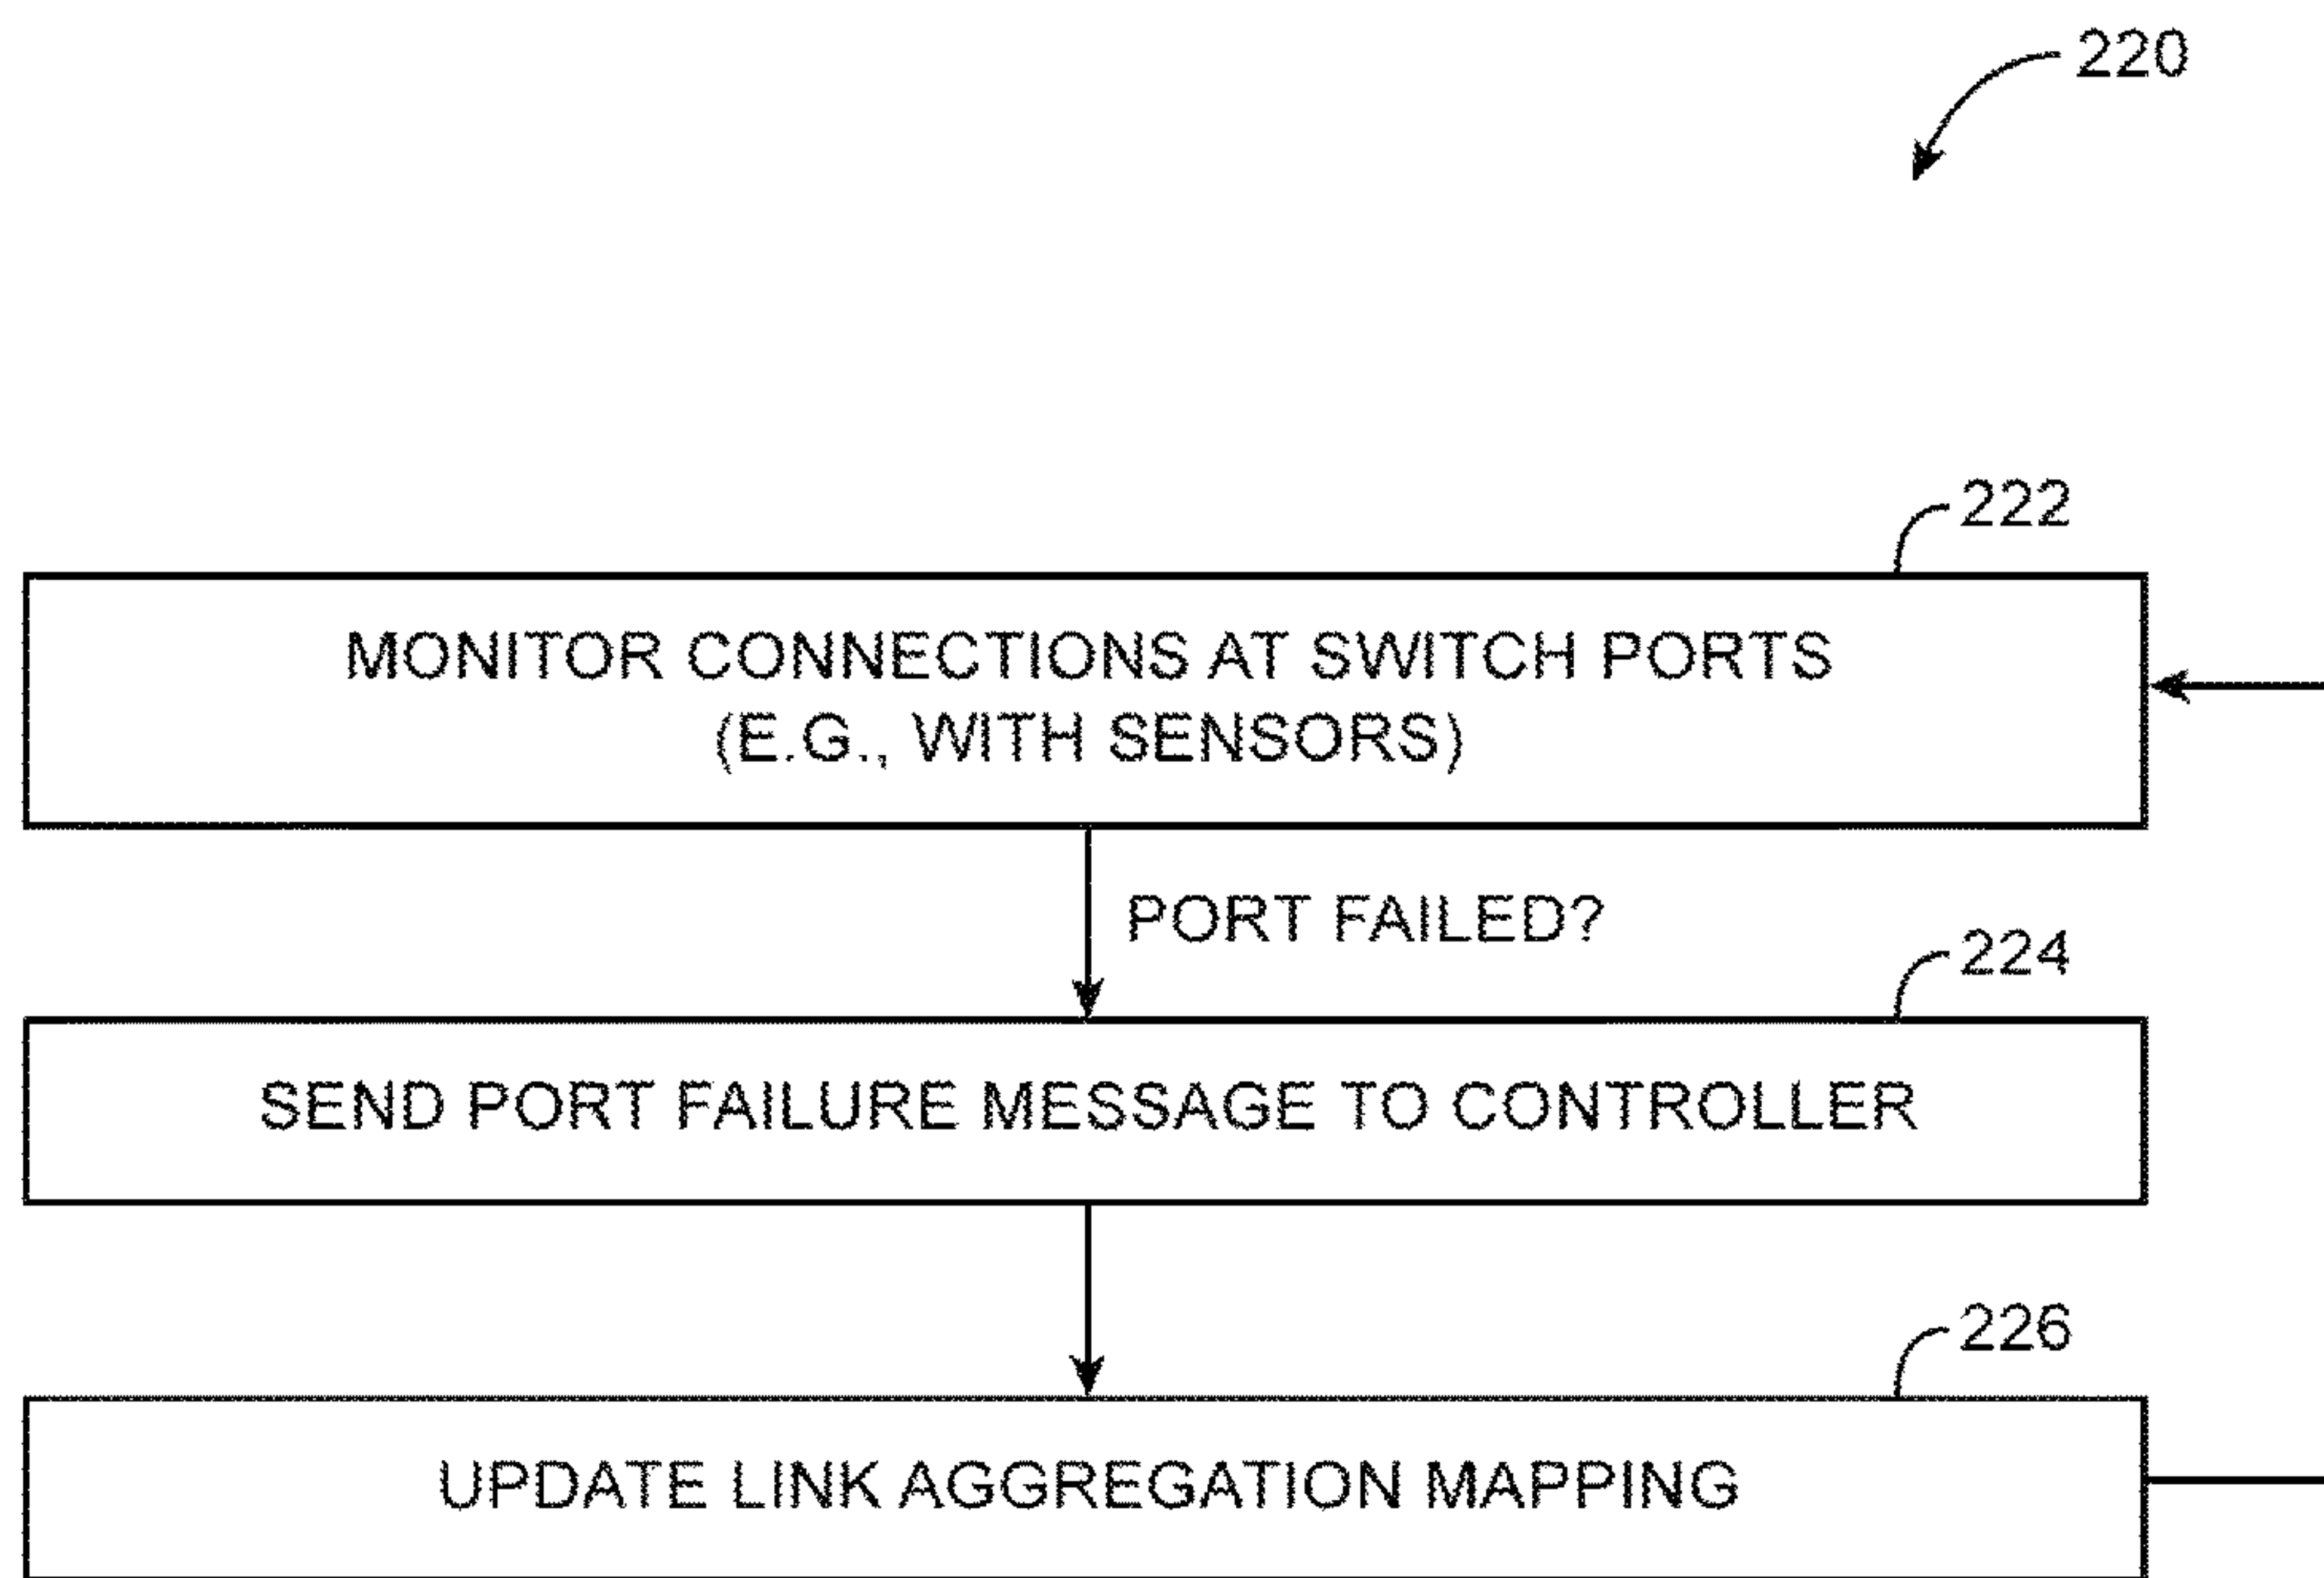 220
222
MONITOR CONNECTIONS AT SWITCH PORTS
(E.G., WITH SENSORS)
PORT FAILED?
224
SEND PORT FAILURE MESSAGE TO CONTROLLER
226
UPDATE LINK AGGREGATION MAPPING